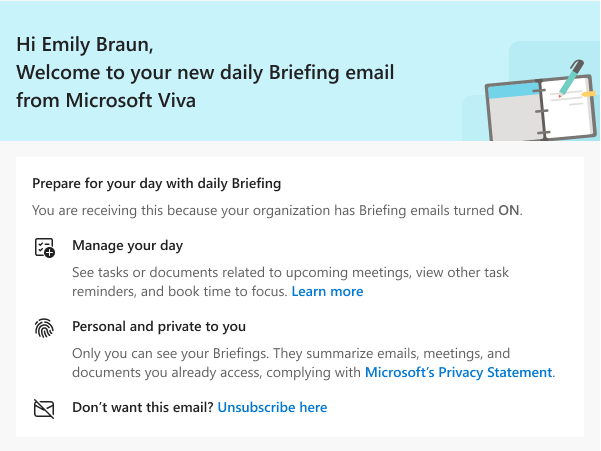 Hi Emily Braun,
Welcome to your new daily Briefing email
from Microsoft Viva
Prepare for your day with daily Briefing
You are receiving this because your organization has Briefing emails turned ON.
Manage your day
See tasks or documents related to upcoming meetings, view other task
reminders, and book time to focus. Learn more
Personal and private to you
Only you can see your Briefings. They summarize emails, meetings, and
documents you already access, complying with Microsoft’s Privacy Statement.
Don’t want this email? Unsubscribe here